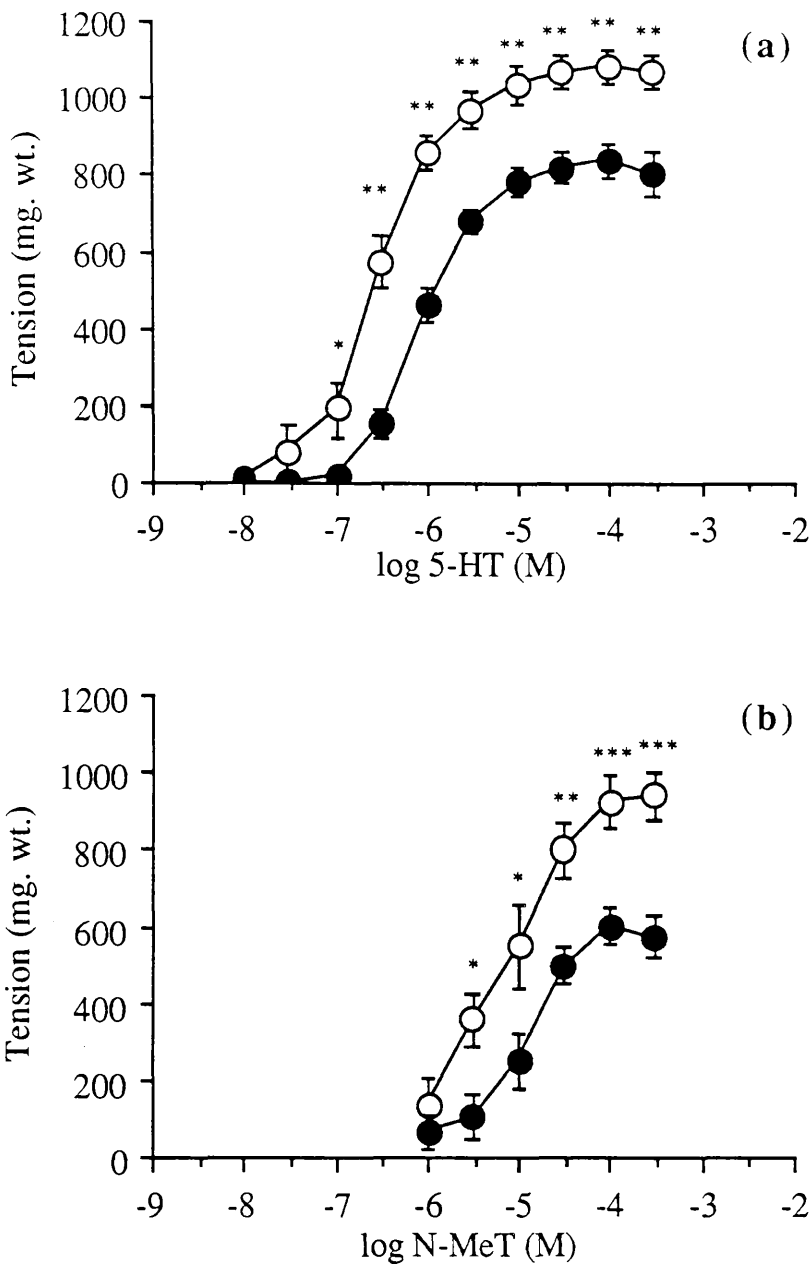 (a)
** ** ** ** ** ** **
*
1200
1000
800
600
400
200
0
Tension (mg. wt.)
-9 -8 -7 -6 -5 -4 -3 -2
log 5-HT (M)
(b)
*** ***
**
*
*
1200
1000
800
600
400
200
0
Tension (mg. wt.)
-9 -8 -7 -6 -5 -4 -3 -2
log N-MeT (M)